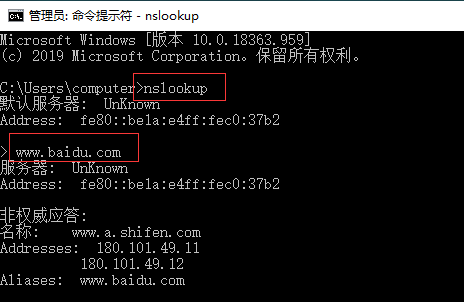 管理员: 命令提示符 - nslookup
Microsoft Windows [版本 10.0.18363.959]
(c) 2019 Microsoft Corporation。保留所有权利。
C:\Users\computer>nslookup
默认服务器:  UnKnown
Address:  fe80::be1a:e4ff:fec0:37b2
> www.baidu.com
服务器:  UnKnown
Address:  fe80::be1a:e4ff:fec0:37b2
非权威应答:
名称:    www.a.shifen.com
Addresses:  180.101.49.11
180.101.49.12
Aliases:  www.baidu.com